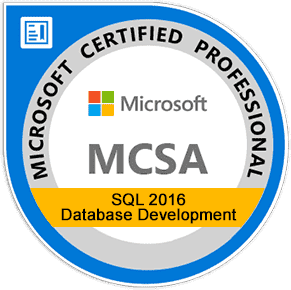 MICROSOFT CERTIFIED PROFESSIONAL
Microsoft
MCSA
SQL 2016
Database Development